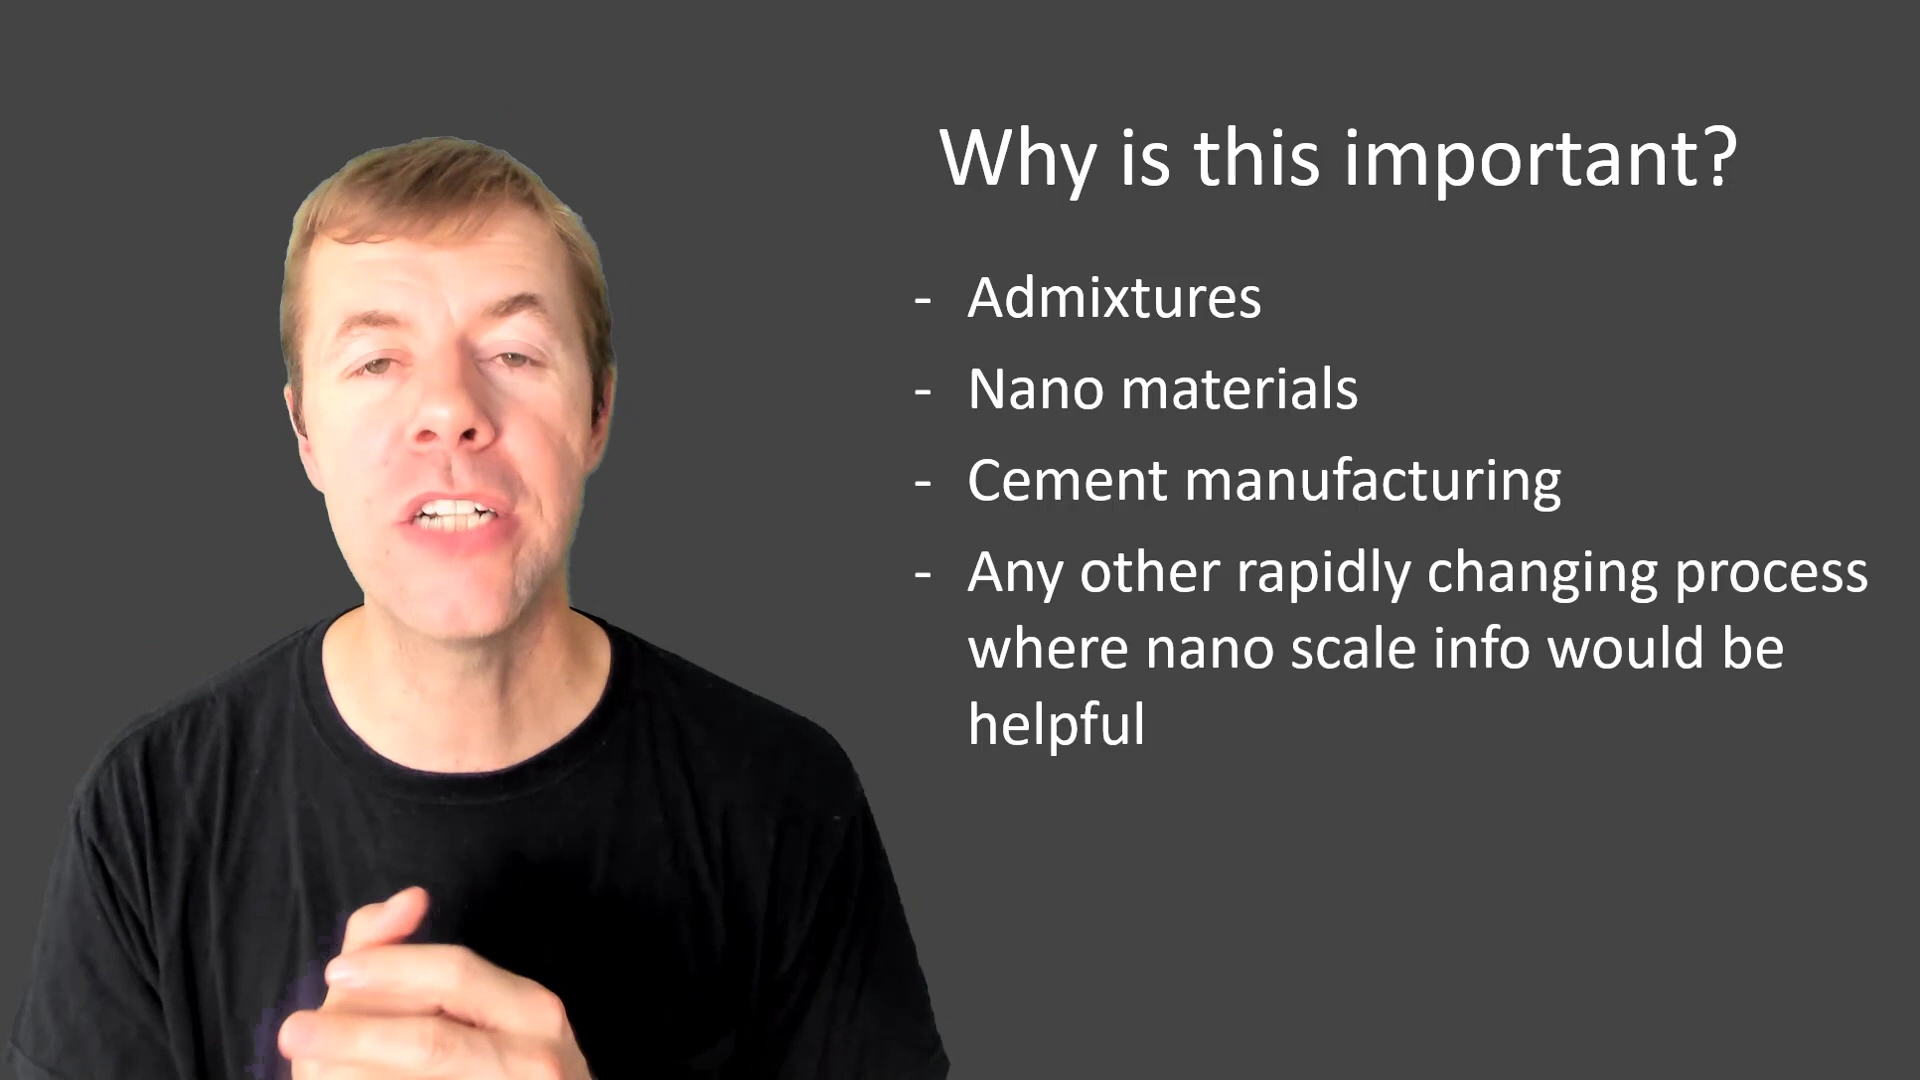 Why is this important?
- Admixtures
- Nano materials
- Cement manufacturing
- Any other rapidly changing process
where nano scale info would be
helpful